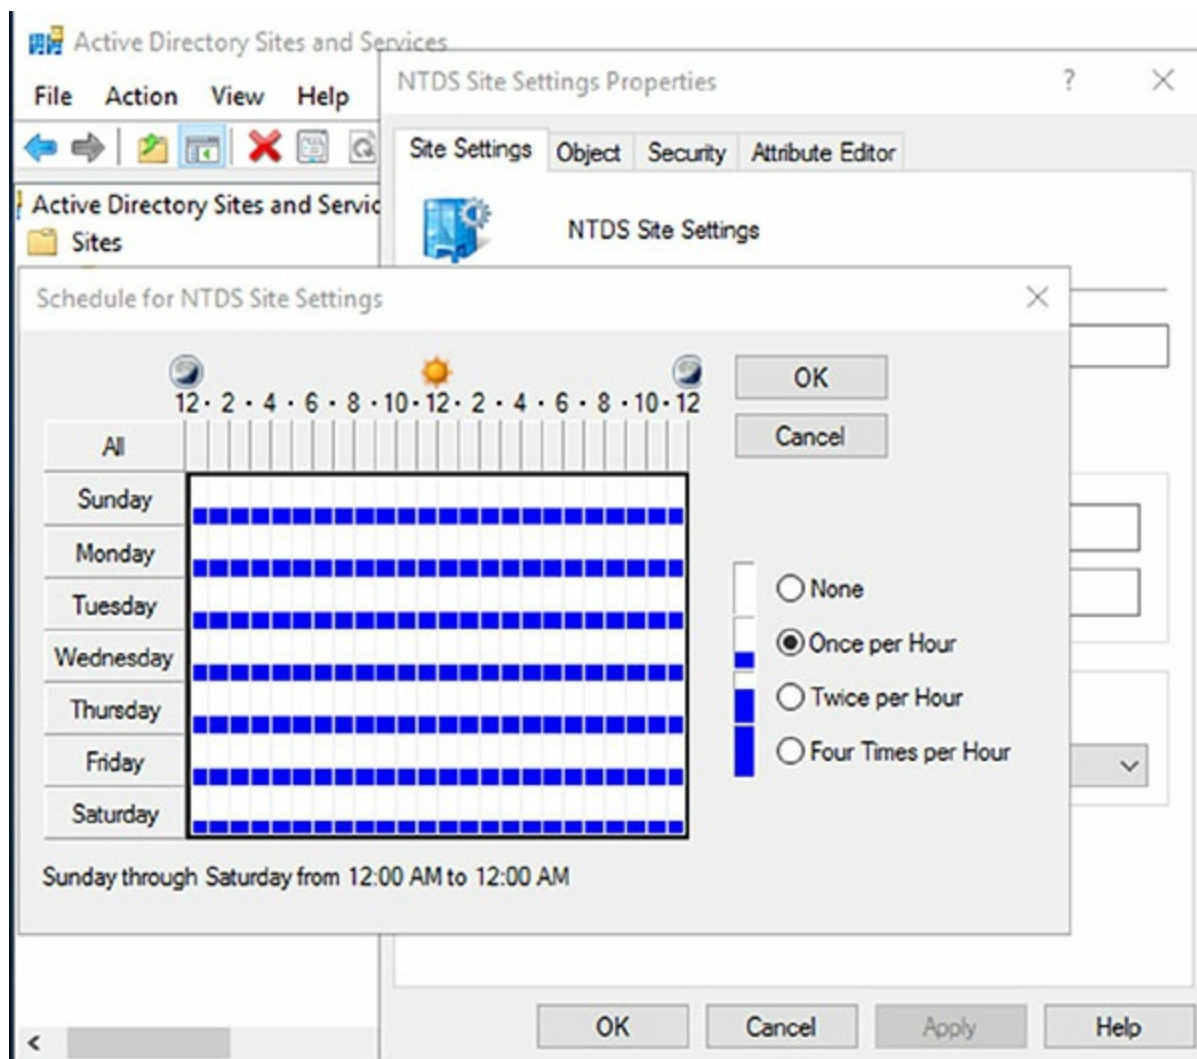 Active Directory Sites and Services
File Action View Help
NTDS Site Settings Properties
?
Site Settings Object Security Attribute Editor
Active Directory Sites and Servic
Sites
NTDS Site Settings
Schedule for NTDS Site Settings
12 · 2 · 4 · 6 · 8 · 10 · 12 · 2 · 4 · 6 · 8 · 10 · 12
All
Sunday
Monday
Tuesday
Wednesday
Thursday
Friday
Saturday
OK
Cancel
None
Once per Hour
Twice per Hour
Four Times per Hour
Sunday through Saturday from 12:00 AM to 12:00 AM
OK Cancel Apply Help